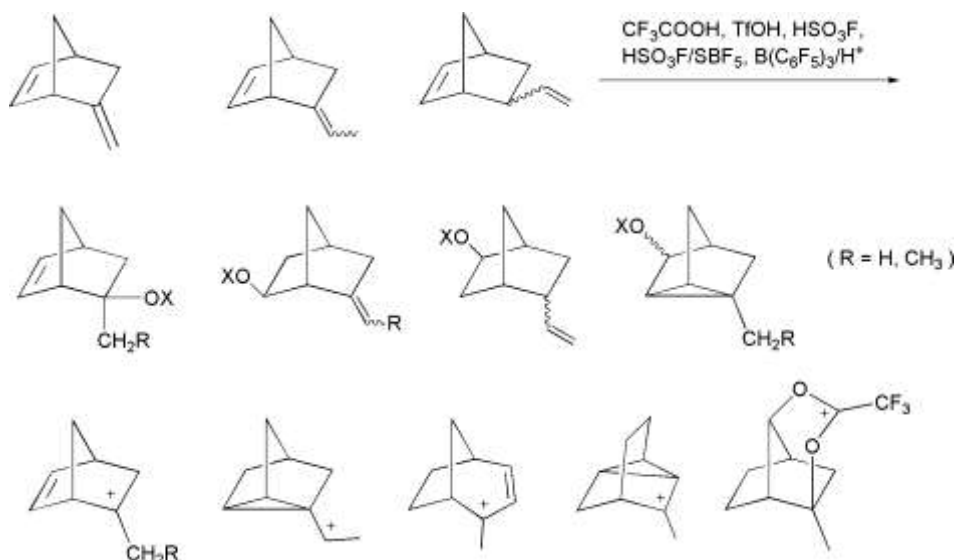 CF3COOH, TfOH, HSO3F,
HSO3F/SBF5, B(C6F5)3/H+
XO
XO
XO
( R = H, CH3 )
OX
R
CH2R
CH2R
O
CF3
+
O
+
+
+
+
CH2R